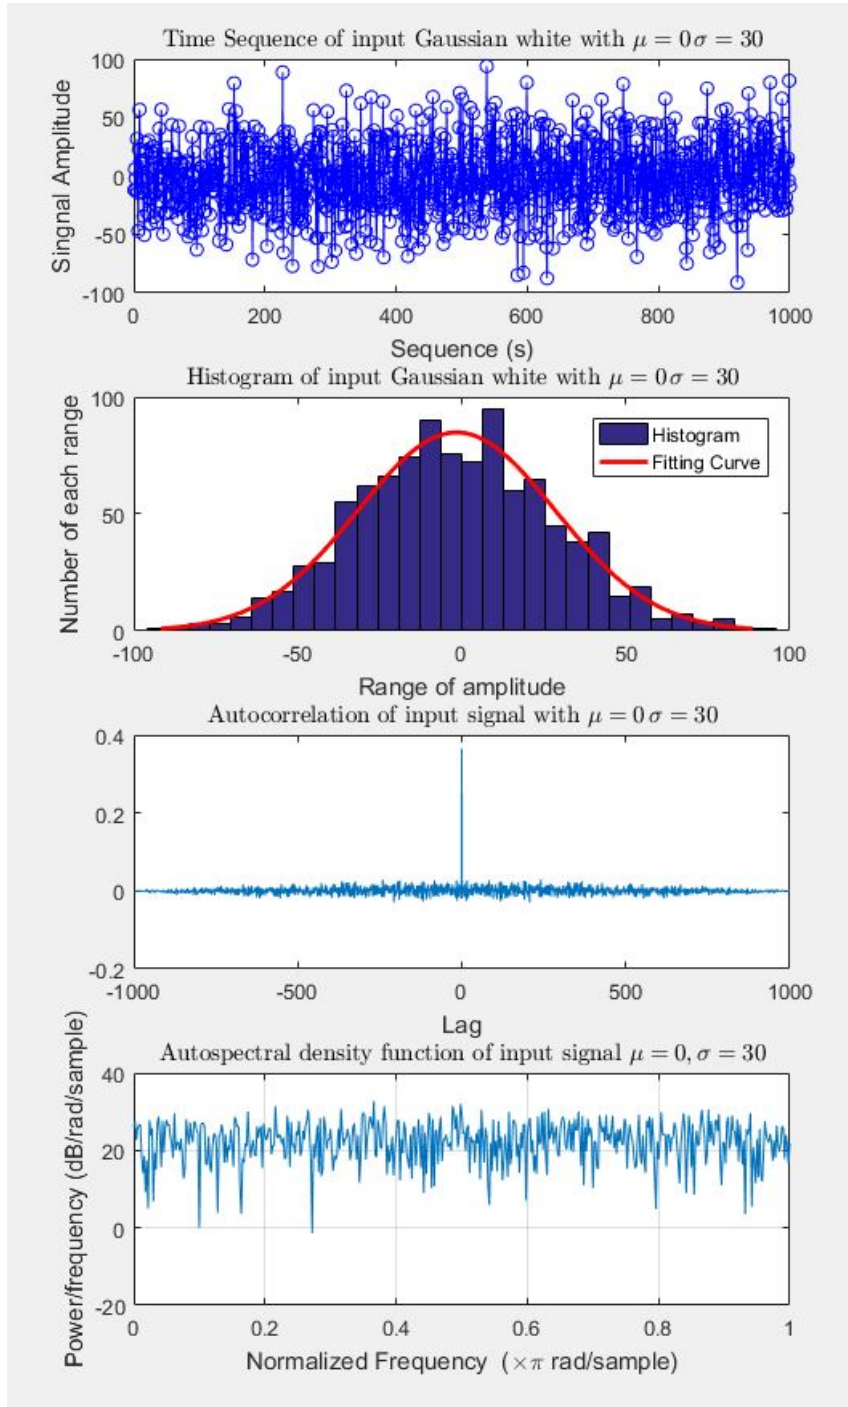 Time Sequence of input Gaussian white with μ = 0 σ = 30
Singnal Amplitude
100
50
0
-50
-100
0 200 400 600 800 1000
Sequence (s)
Histogram of input Gaussian white with μ = 0 σ = 30
Number of each range
100
50
0
Histogram
Fitting Curve
-100 -50 0 50 100
Range of amplitude
Autocorrelation of input signal with μ = 0 σ = 30
0.4
0.2
0
-0.2
-1000 -500 0 500 1000
Lag
Autospectral density function of input signal μ = 0, σ = 30
Power/frequency (dB/rad/sample)
40
20
0
-20
0 0.2 0.4 0.6 0.8 1
Normalized Frequency (×π rad/sample)